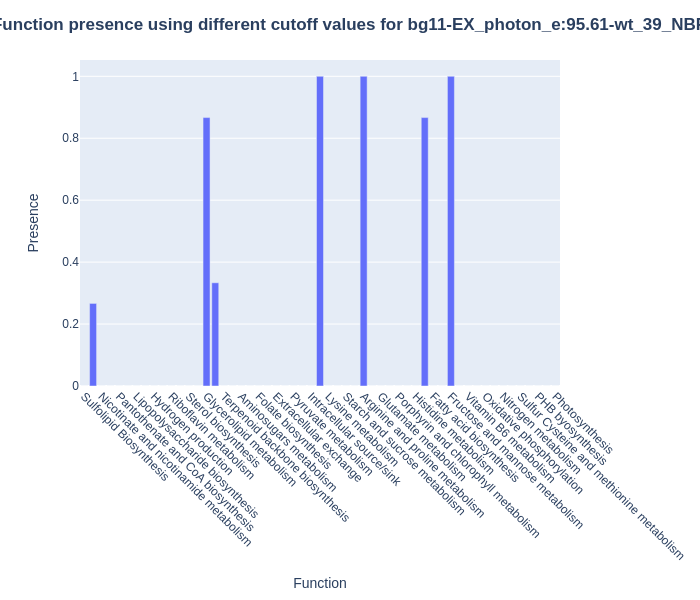 Function presence using different cutoff values for bg11-EX_photon_e:95.61-wt_39_NBF
Presence
1
0.8
0.6
0.4
0.2
0
Sulfolipid Biosynthesis
Nicotinate and nicotinamide metabolism
Pantothenate and CoA biosynthesis
Lipopolysaccharide biosynthesis
Hydrogen production
Riboflavin metabolism
Sterol biosynthesis
Glycerolipid metabolism
Terpenoid backbone biosynthesis
Aminosugars metabolism
Folate biosynthesis
Extracellular exchange
Pyruvate metabolism
Intracellular source/sink
Lysine metabolism
Starch and sucrose metabolism
Arginine and proline metabolism
Glutamate metabolism
Porphyrin and chlorophyll metabolism
Histidine metabolism
Fatty acid biosynthesis
Fructose and mannose metabolism
Vitamin B6 metabolism
Oxidative phosphorylation
Nitrogen metabolism
Sulfur Cysteine and methionine metabolism
PHB byosynthesis
Photosynthesis
Function